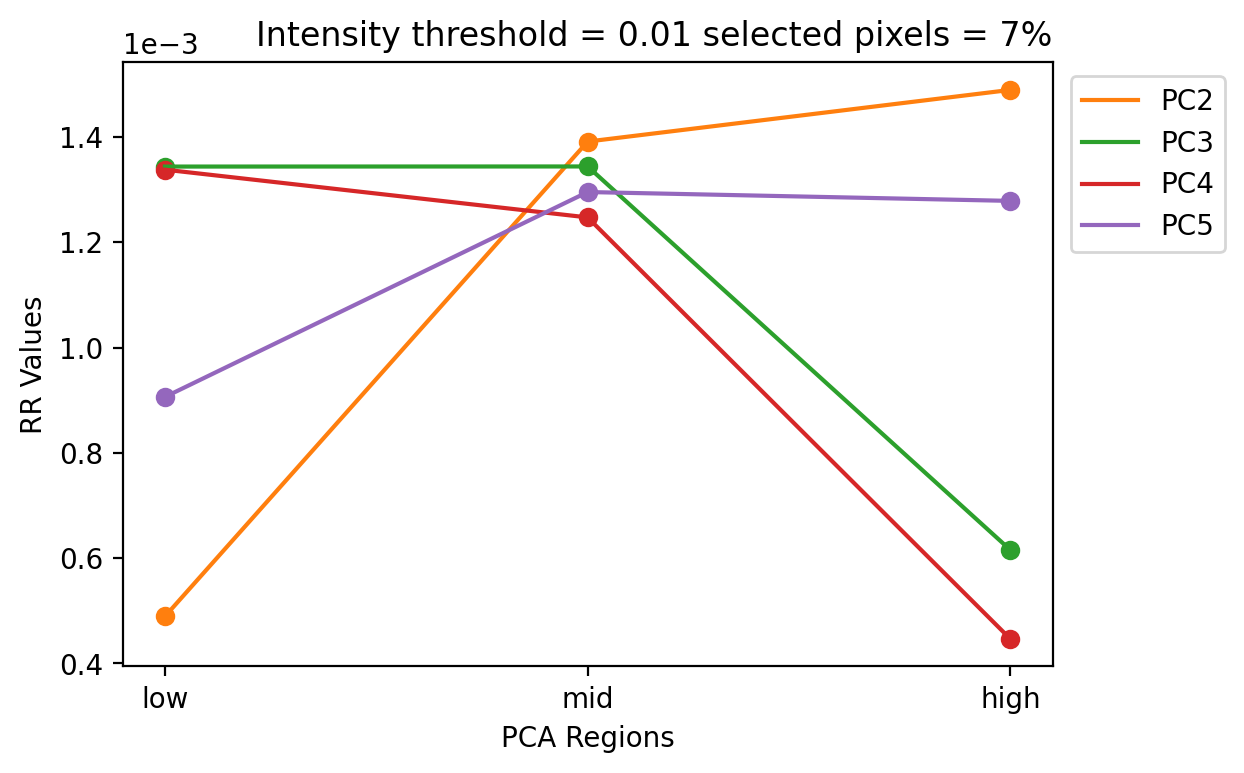 Intensity threshold = 0.01 selected pixels = 7%
1e−3
1.4
1.2
1.0
0.8
0.6
0.4
RR Values
low mid high
PCA Regions
PC2
PC3
PC4
PC5